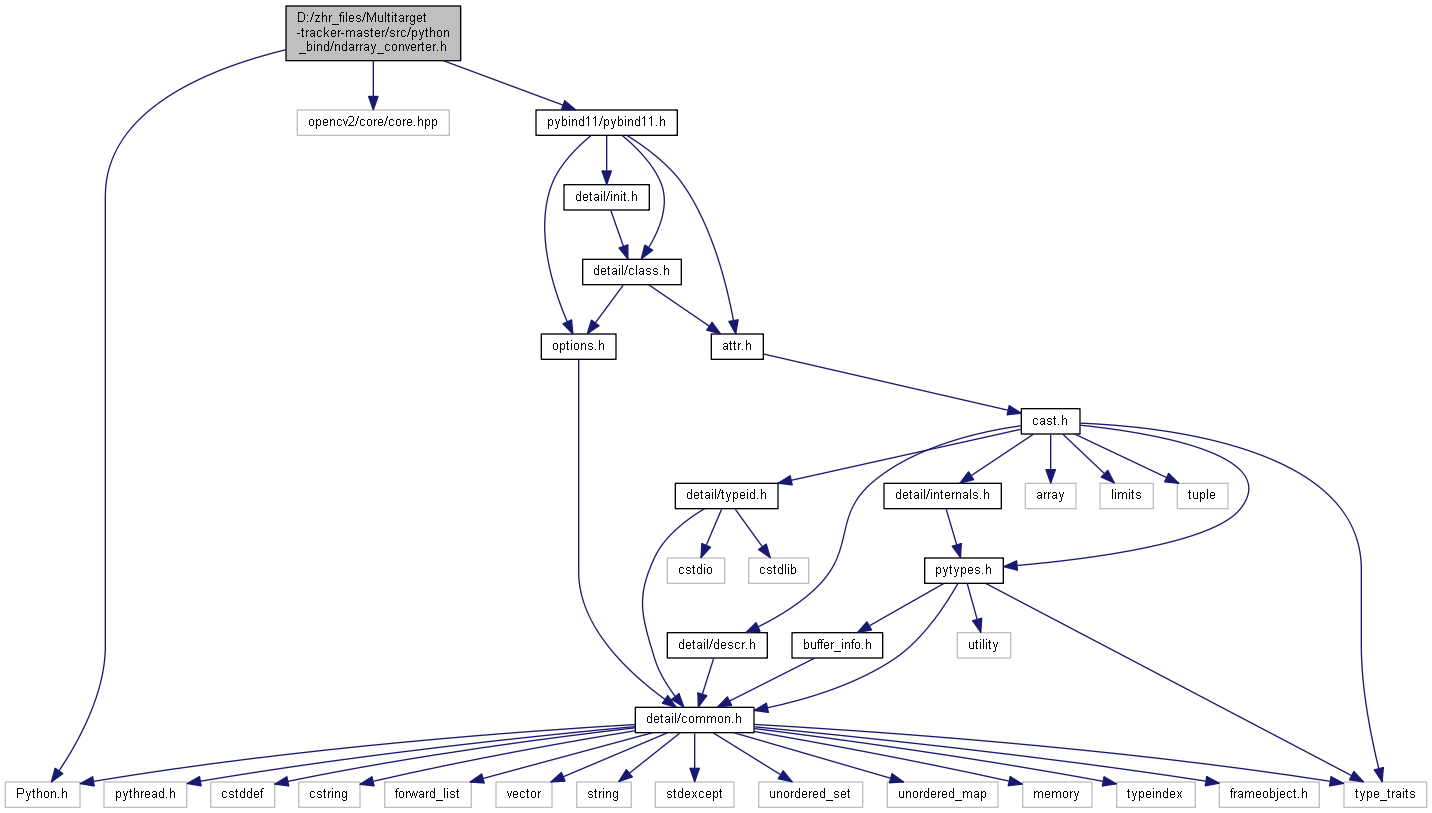 D:/zhr_files/Multitarget
-tracker-master/src/python
_bind/ndarray_converter.h
opencv2/core/core.hpp
pybind11/pybind11.h
detail/init.h
detail/class.h
options.h
attr.h
cast.h
detail/typeid.h
detail/internals.h
array
limits
tuple
cstdio
cstdlib
pytypes.h
detail/descr.h
buffer_info.h
utility
detail/common.h
Python.h
pythread.h
cstddef
cstring
forward_list
vector
string
stdexcept
unordered_set
unordered_map
memory
typeindex
frameobject.h
type_traits